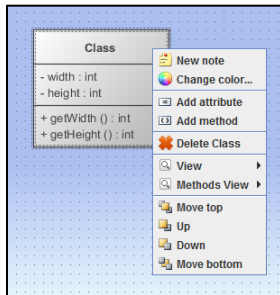 Class
- width : int
- height : int
+ getWidth () : int
+ getHeight () : int
New note
Change color...
Add attribute
Add method
Delete Class
View
Methods View
Move top
Up
Down
Move bottom